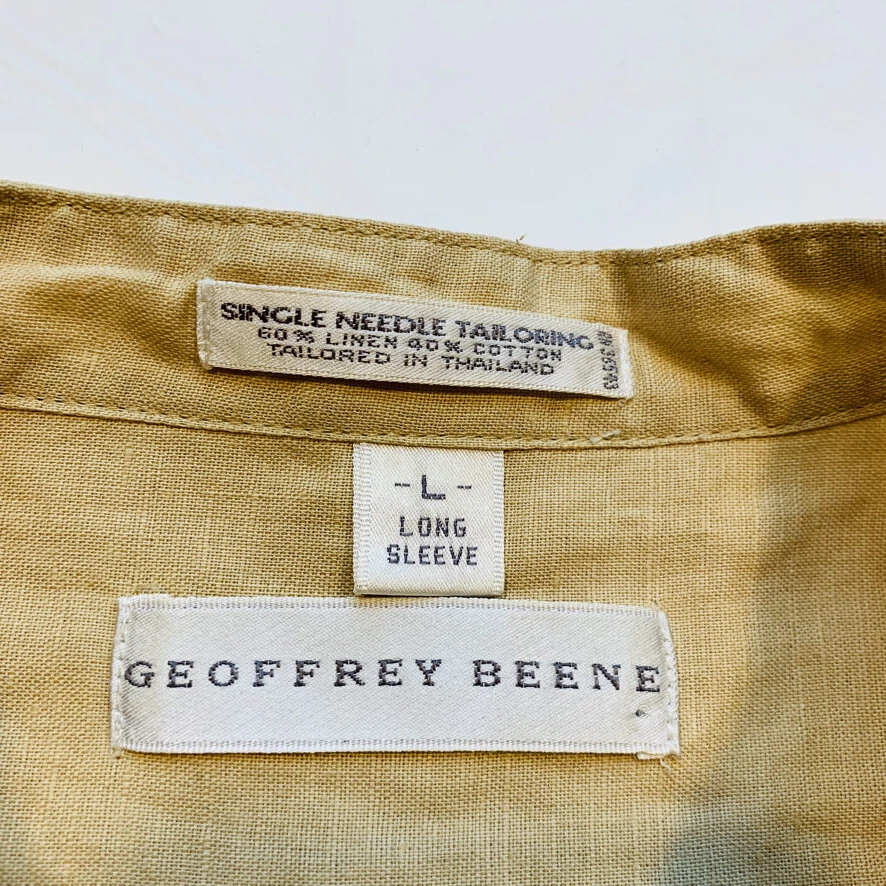 SINGLE NEEDLE TAILORING
60% LINEN 40% COTTON
TAILORED IN THAILAND
-L-
LONG
SLEEVE
GEOFFREY BEENE